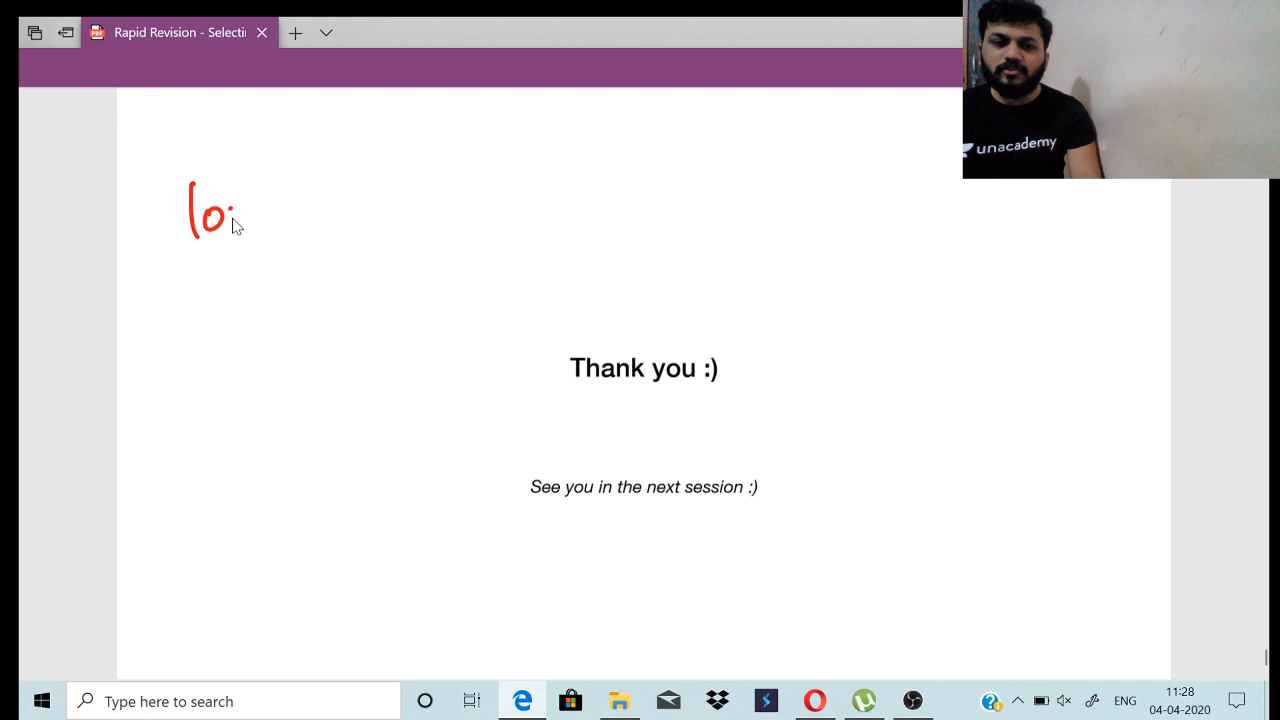 Rapid Revision - Selecti
unacademy
lo
Thank you :)
See you in the next session :)
Type here to search
ENG
11:28
04-04-2020